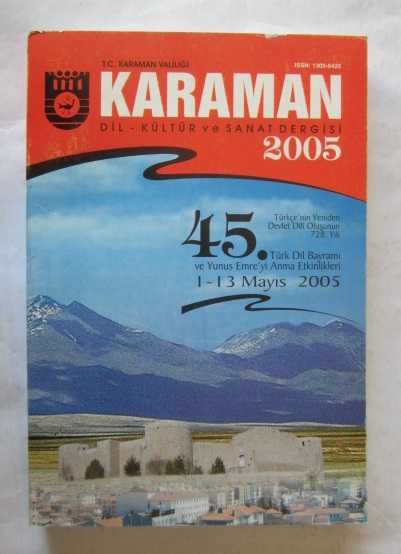 T.C. KARAMAN VALİLİĞİ
ISSN: 1305-6425
KARAMAN
DİL - KÜLTÜR ve SANAT DERGİSİ
2005
45.
Türkçe'nin Yeniden
Devlet Dili Oluşunun
728. Yılı
Türk Dil Bayramı
ve Yunus Emre'yi Anma Etkinlikleri
1-13 Mayıs 2005